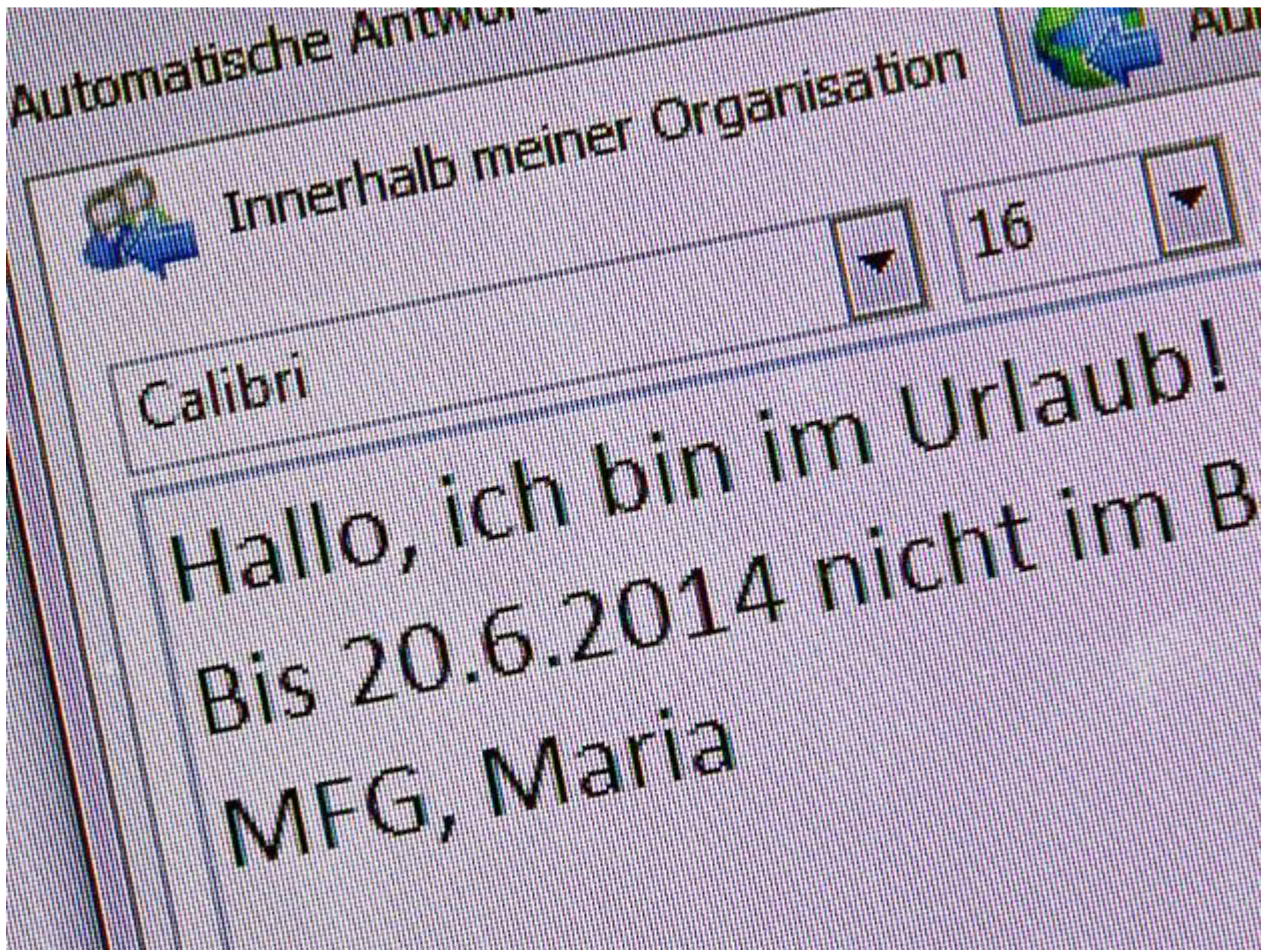 Automatische
Innerhalb meiner Organisation
Calibri
16
Hallo, ich bin im Urlaub!
Bis 20.6.2014 nicht im
MFG, Maria